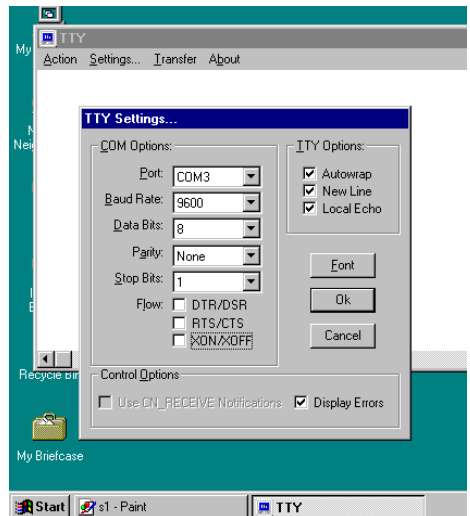 TTY
My
Action Settings... Transfer About
TTY Settings...
Nei
COM Options:
Port: COM3
Baud Rate: 9600
Data Bits: 8
Parity: None
Stop Bits: 1
Flow: DTR/DSR
RTS/CTS
XON/XOFF
TTY Options:
Autowrap
New Line
Local Echo
Font
Ok
Cancel
Recycle Bin
Control Options
Use CN_RECEIVE Notifications Display Errors
My Briefcase
Start s1 - Paint TTY